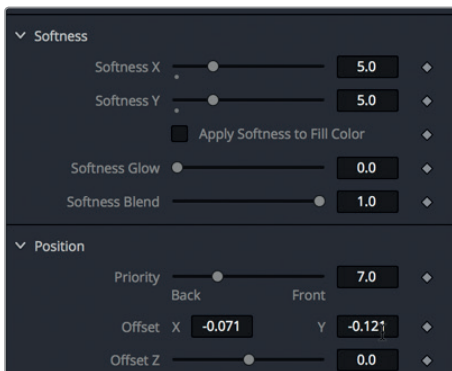 Softness
Softness X 5.0
Softness Y 5.0
Apply Softness to Fill Color
Softness Glow 0.0
Softness Blend 1.0
Position
Priority 7.0
Back Front
Offset X -0.071 Y -0.121
Offset Z 0.0